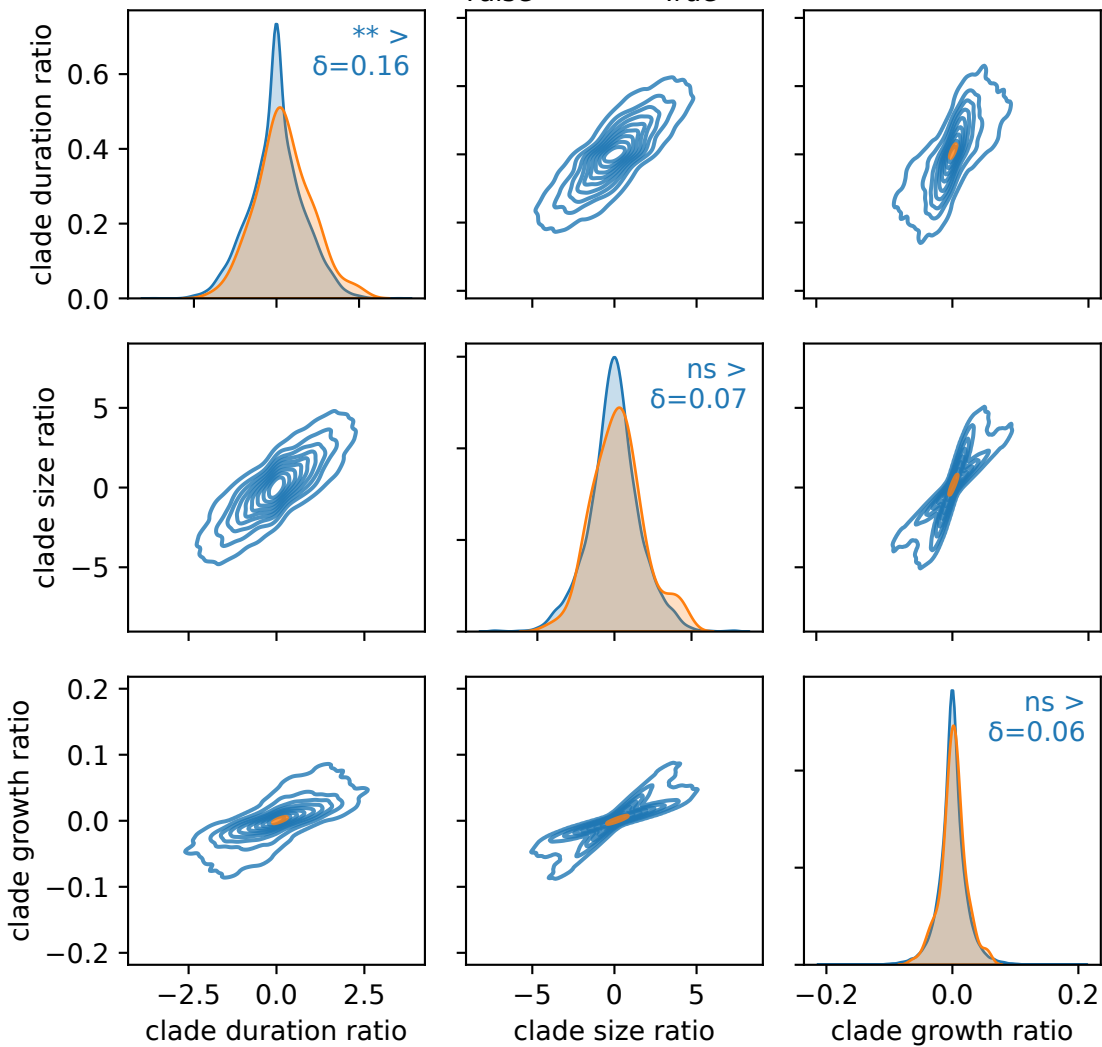 clade duration ratio
0.6
0.4
0.2
0.0
** >
δ=0.16
clade size ratio
5
0
−5
ns >
δ=0.07
clade growth ratio
0.2
0.1
0.0
−0.1
−0.2
ns >
δ=0.06
−2.5 0.0 2.5
−5 0 5
−0.2 0.0 0.2
clade duration ratio
clade size ratio
clade growth ratio